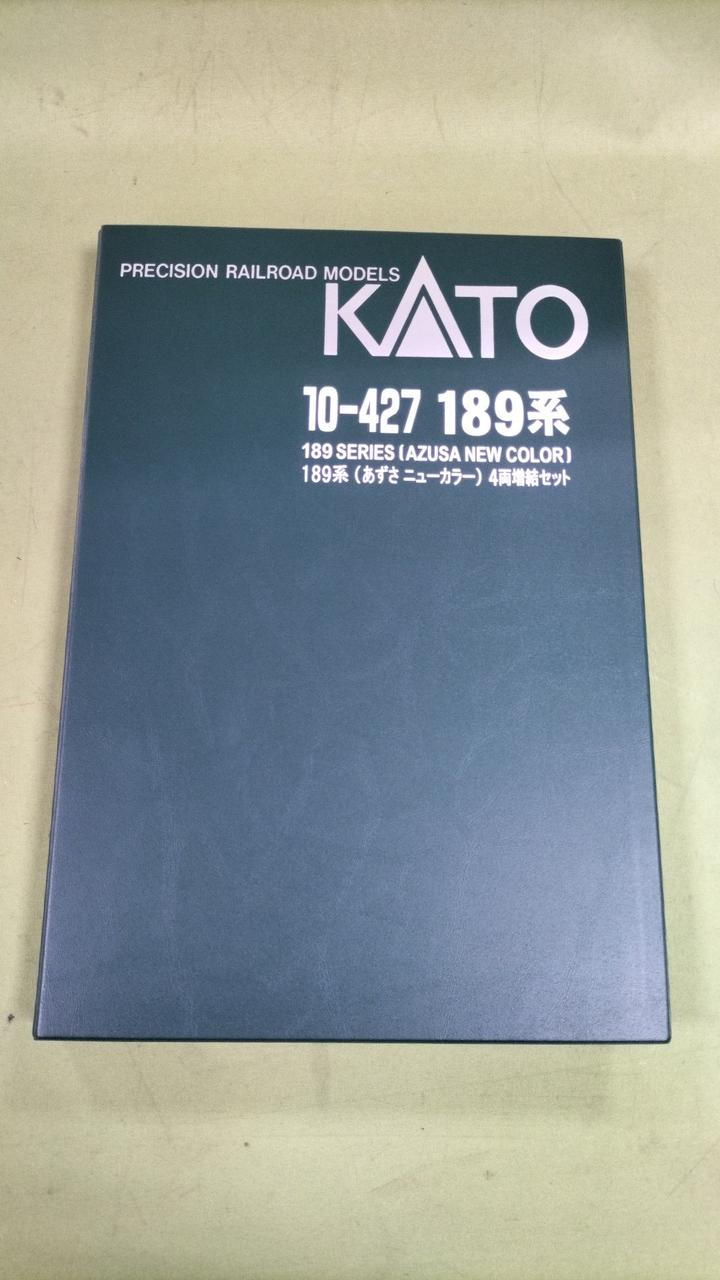 PRECISION RAILROAD MODELS
KATO
10-427 189系
189 SERIES (AZUSA NEW COLOR)
189系(あずさ ニューカラー) 4両増結セット